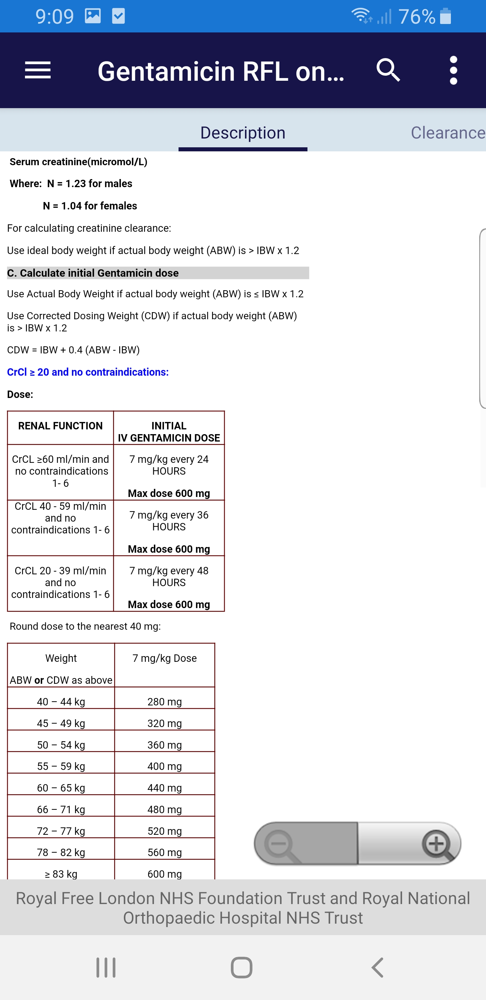 9:09
76%
Gentamicin RFL on...
Description
Clearance
Serum creatinine(micromol/L)
Where: N = 1.23 for males
N = 1.04 for females
For calculating creatinine clearance:
Use ideal body weight if actual body weight (ABW) is > IBW x 1.2
C. Calculate initial Gentamicin dose
Use Actual Body Weight if actual body weight (ABW) is ≤ IBW x 1.2
Use Corrected Dosing Weight (CDW) if actual body weight (ABW)
is > IBW x 1.2
CDW = IBW + 0.4 (ABW - IBW)
CrCl ≥ 20 and no contraindications:
Dose:
RENAL FUNCTION
INITIAL
IV GENTAMICIN DOSE
CrCL ≥60 ml/min and
no contraindications
1- 6
7 mg/kg every 24
HOURS
Max dose 600 mg
CrCL 40 - 59 ml/min
and no
contraindications 1- 6
7 mg/kg every 36
HOURS
Max dose 600 mg
CrCL 20 - 39 ml/min
and no
contraindications 1- 6
7 mg/kg every 48
HOURS
Max dose 600 mg
Round dose to the nearest 40 mg:
Weight
ABW or CDW as above
7 mg/kg Dose
40 – 44 kg 280 mg
45 – 49 kg 320 mg
50 – 54 kg 360 mg
55 – 59 kg 400 mg
60 – 65 kg 440 mg
66 – 71 kg 480 mg
72 – 77 kg 520 mg
78 – 82 kg 560 mg
≥ 83 kg 600 mg
Royal Free London NHS Foundation Trust and Royal National
Orthopaedic Hospital NHS Trust